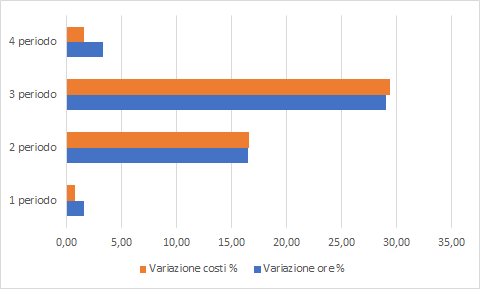 4 periodo
3 periodo
2 periodo
1 periodo
0,00 5,00 10,00 15,00 20,00 25,00 30,00 35,00
Variazione costi % Variazione ore %